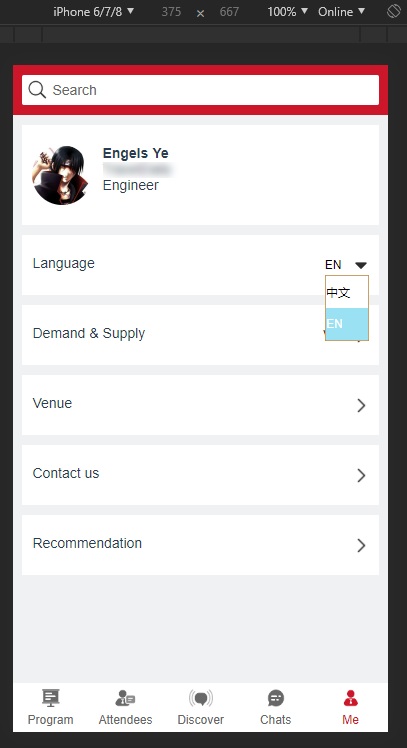 iPhone 6/7/8 ▼ 375 × 667 100% ▼ Online ▼
Search
Engels Ye
Engineer
Language EN
中文
EN
Demand & Supply
Venue
Contact us
Recommendation
Program Attendees Discover Chats Me